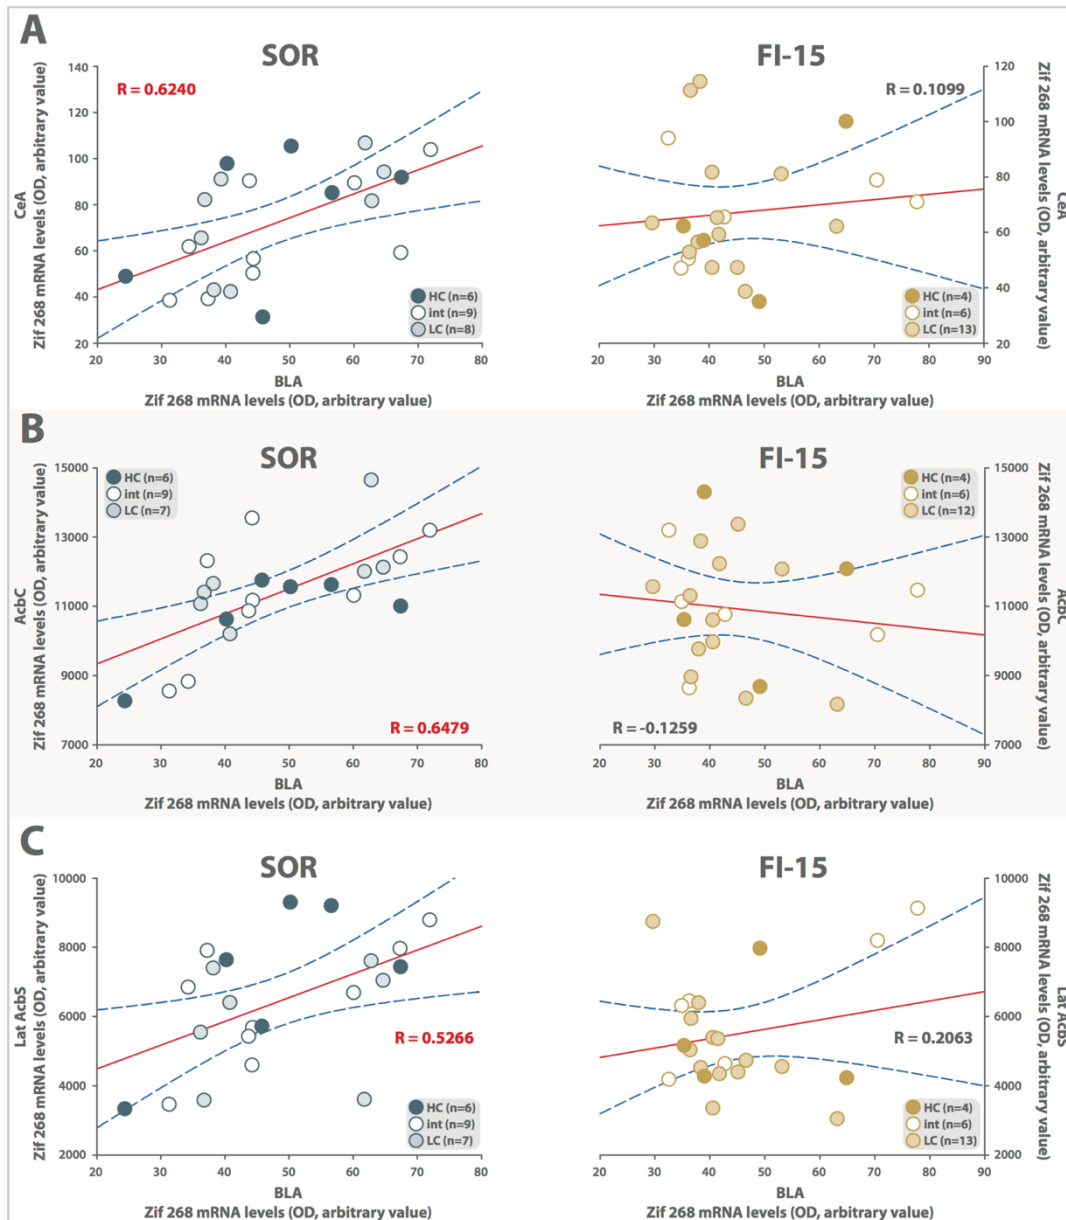 A
SOR
FI-15
R = 0.6240
R = 0.1099
140
120
100
80
60
40
20
CeA
Zif 268 mRNA levels (OD, arbitrary value)
HC (n=6)
int (n=9)
LC (n=8)
20 30 40 50 60 70 80
BLA
Zif 268 mRNA levels (OD, arbitrary value)
120
100
80
60
40
20
Zif 268 mRNA levels (OD, arbitrary value)
CeA
HC (n=4)
int (n=6)
LC (n=13)
20 30 40 50 60 70 80 90
BLA
Zif 268 mRNA levels (OD, arbitrary value)
B
SOR
FI-15
15000
13000
11000
9000
7000
AcbC
Zif 268 mRNA levels (OD, arbitrary value)
HC (n=6)
int (n=9)
LC (n=7)
R = 0.6479
20 30 40 50 60 70 80
BLA
Zif 268 mRNA levels (OD, arbitrary value)
15000
13000
11000
9000
7000
Zif 268 mRNA levels (OD, arbitrary value)
AcbC
HC (n=4)
int (n=6)
LC (n=12)
R = -0.1259
20 30 40 50 60 70 80 90
BLA
Zif 268 mRNA levels (OD, arbitrary value)
C
SOR
FI-15
10000
8000
6000
4000
2000
Lat AcbS
Zif 268 mRNA levels (OD, arbitrary value)
R = 0.5266
HC (n=6)
int (n=9)
LC (n=7)
20 30 40 50 60 70 80
BLA
Zif 268 mRNA levels (OD, arbitrary value)
10000
8000
6000
4000
2000
Zif 268 mRNA levels (OD, arbitrary value)
Lat AcbS
R = 0.2063
HC (n=4)
int (n=6)
LC (n=13)
20 30 40 50 60 70 80 90
BLA
Zif 268 mRNA levels (OD, arbitrary value)